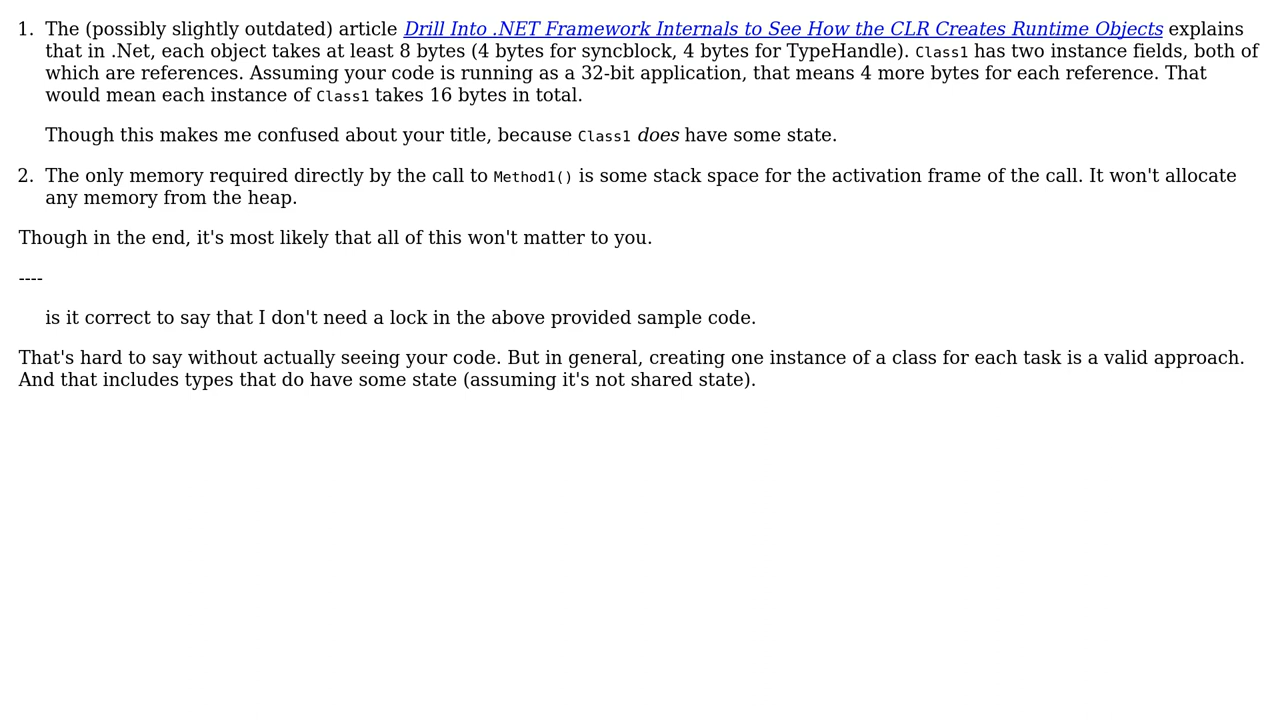 1. The (possibly slightly outdated) article Drill Into .NET Framework Internals to See How the CLR Creates Runtime Objects explains
that in .Net, each object takes at least 8 bytes (4 bytes for syncblock, 4 bytes for TypeHandle). Class1 has two instance fields, both of
which are references. Assuming your code is running as a 32-bit application, that means 4 more bytes for each reference. That
would mean each instance of Class1 takes 16 bytes in total.
Though this makes me confused about your title, because Class1 does have some state.
2. The only memory required directly by the call to Method1() is some stack space for the activation frame of the call. It won't allocate
any memory from the heap.
Though in the end, it's most likely that all of this won't matter to you.
----
is it correct to say that I don't need a lock in the above provided sample code.
That's hard to say without actually seeing your code. But in general, creating one instance of a class for each task is a valid approach.
And that includes types that do have some state (assuming it's not shared state).